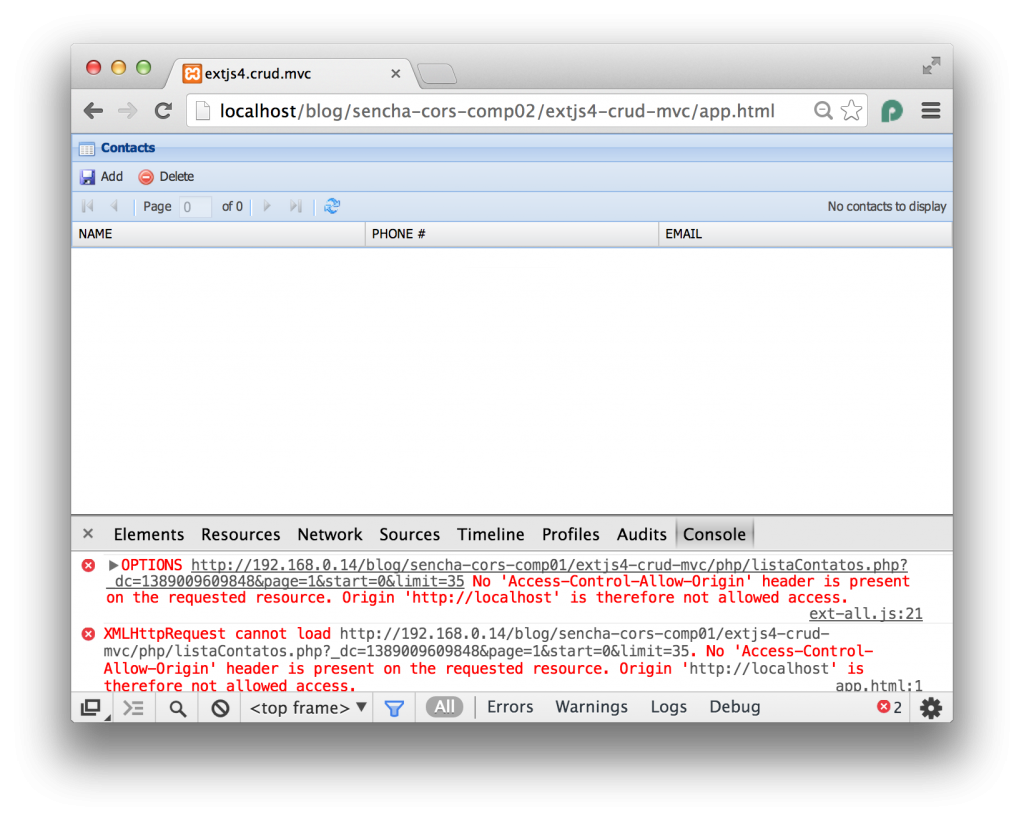 extjs4.crud.mvc
localhost/blog/sencha-cors-comp02/extjs4-crud-mvc/app.html
Contacts
Add Delete
Page 0 of 0 No contacts to display
NAME PHONE # EMAIL
Elements Resources Network Sources Timeline Profiles Audits Console
OPTIONS http://192.168.0.14/blog/sencha-cors-comp01/extjs4-crud-mvc/php/listaContatos.php?
_dc=1389009609848&page=1&start=0&limit=35 No 'Access-Control-Allow-Origin' header is present
on the requested resource. Origin 'http://localhost' is therefore not allowed access.
ext-all.js:21
XMLHttpRequest cannot load http://192.168.0.14/blog/sencha-cors-comp01/extjs4-crud-
mvc/php/listaContatos.php?_dc=1389009609848&page=1&start=0&limit=35. No 'Access-Control-
Allow-Origin' header is present on the requested resource. Origin 'http://localhost' is
therefore not allowed access. app.html:1
<top frame> All Errors Warnings Logs Debug 2